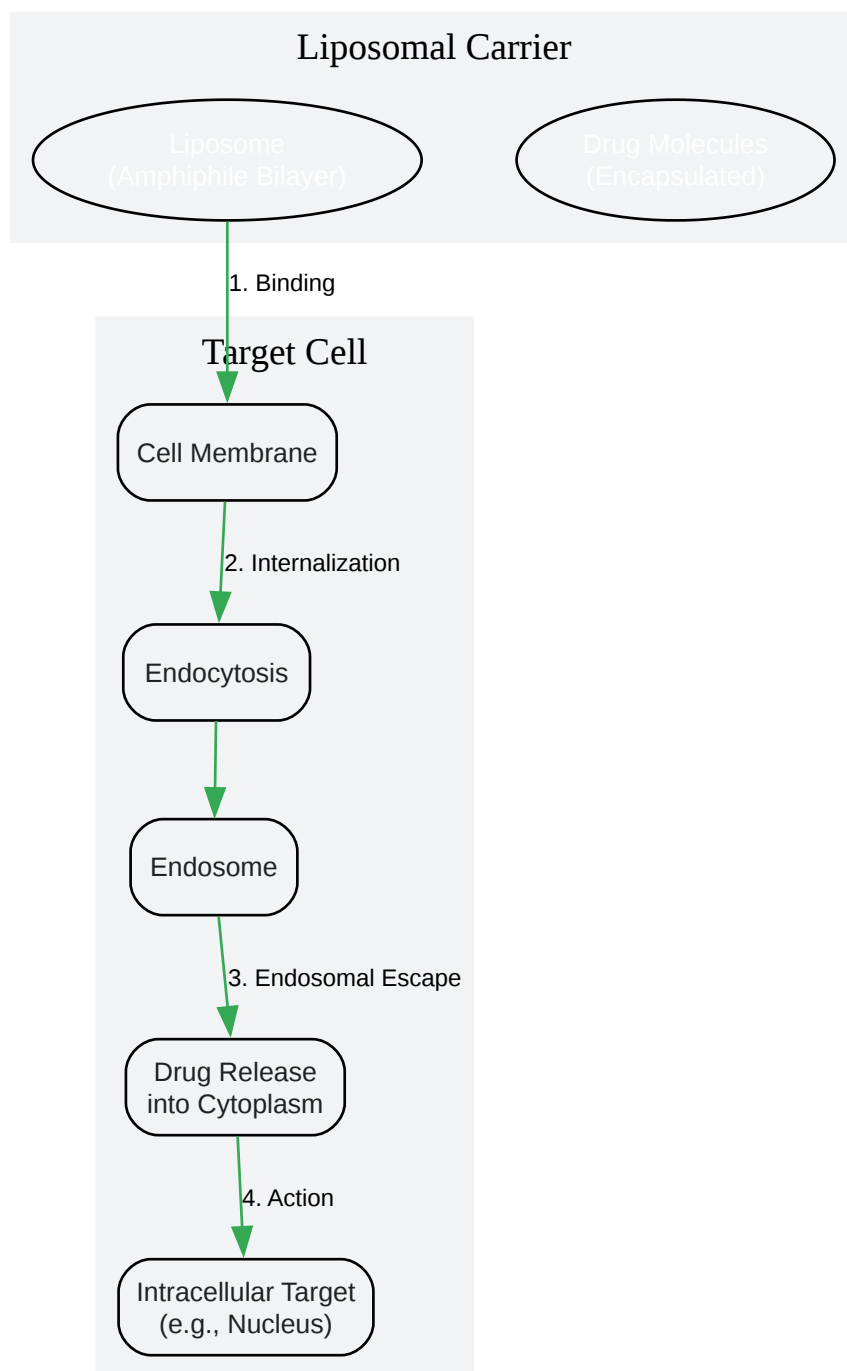 Liposomal Carrier
Liposome
(Amphiphile Bilayer)
Drug Molecules
(Encapsulated)
1. Binding
Target Cell
Cell Membrane
2. Internalization
Endocytosis
Endosome
3. Endosomal Escape
Drug Release
into Cytoplasm
4. Action
Intracellular Target
(e.g., Nucleus)